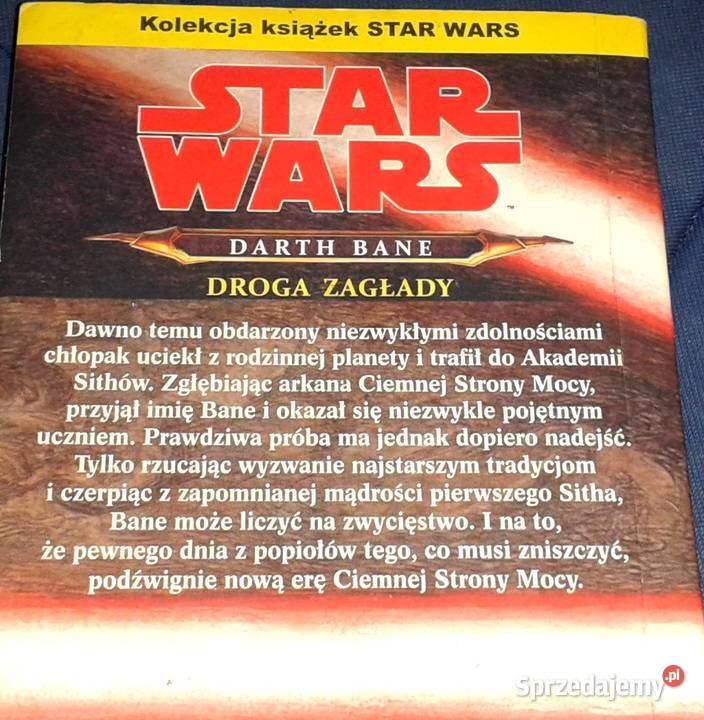 Kolekcja książek STAR WARS
STAR
WARS
™
DARTH BANE
DROGA ZAGŁADY
Dawno temu obdarzony niezwykłymi zdolnościami
chłopak uciekł z rodzinnej planety i trafił do Akademii
Sithów. Zgłębiając arkana Ciemnej Strony Mocy,
przyjął imię Bane i okazał się niezwykle pojętnym
uczniem. Prawdziwa próba ma jednak dopiero nadejść.
Tylko rzucając wyzwanie najstarszym tradycjom
i czerpiąc z zapomnianej mądrości pierwszego Sitha,
Bane może liczyć na zwycięstwo. I na to,
że pewnego dnia z popiołów tego, co musi zniszczyć,
podźwignie nową erę Ciemnej Strony Mocy.
Sprzedajemy.pl